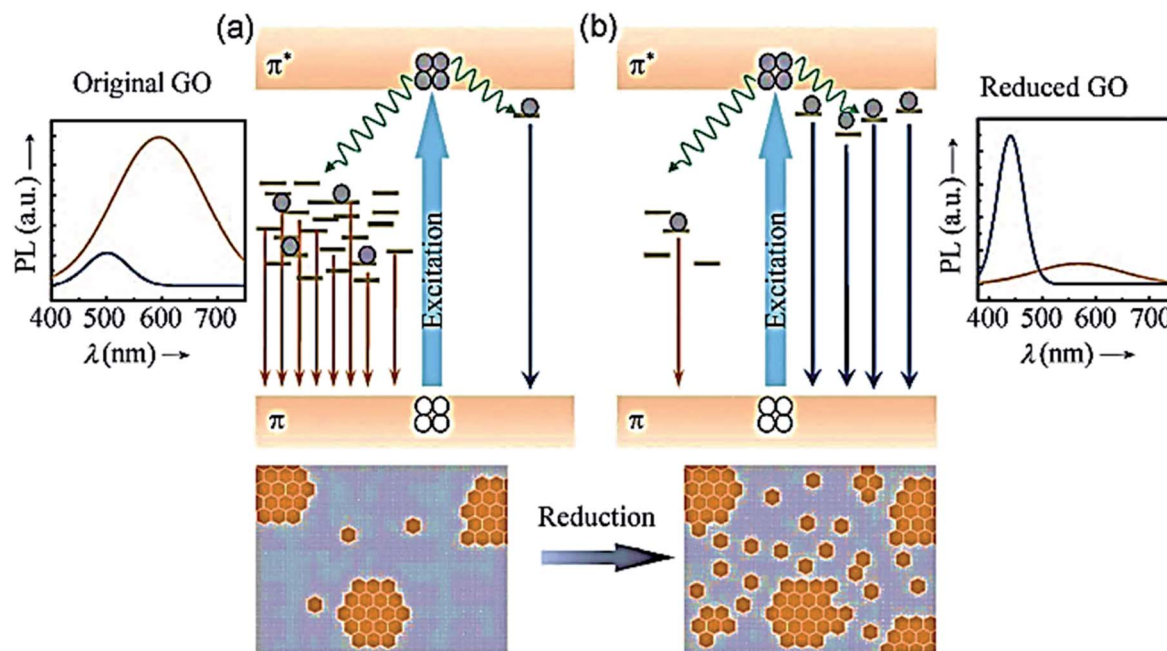 (a)
(b)
Original GO
PL (a.u.)
400 500 600 700
λ (nm)
π*
Excitation
π
π*
Excitation
π
Reduced GO
PL (a.u.)
400 500 600 700
λ (nm)
Reduction